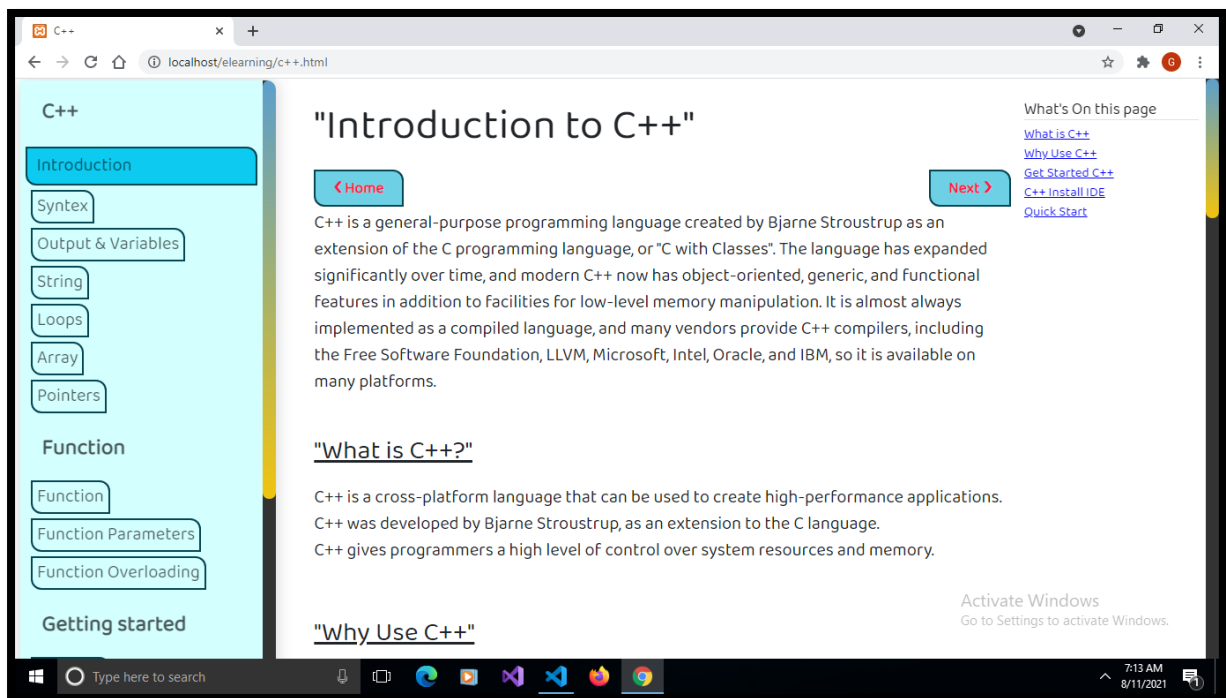 C++
localhost/elearning/c++.html
G
C++
Introduction
Syntex
Output & Variables
String
Loops
Array
Pointers
Function
Function
Function Parameters
Function Overloading
Getting started
"Introduction to C++"
❮ Home
Next ❯
C++ is a general-purpose programming language created by Bjarne Stroustrup as an
extension of the C programming language, or "C with Classes". The language has expanded
significantly over time, and modern C++ now has object-oriented, generic, and functional
features in addition to facilities for low-level memory manipulation. It is almost always
implemented as a compiled language, and many vendors provide C++ compilers, including
the Free Software Foundation, LLVM, Microsoft, Intel, Oracle, and IBM, so it is available on
many platforms.
"What is C++?"
C++ is a cross-platform language that can be used to create high-performance applications.
C++ was developed by Bjarne Stroustrup, as an extension to the C language.
C++ gives programmers a high level of control over system resources and memory.
"Why Use C++"
What's On this page
What is C++
Why Use C++
Get Started C++
C++ Install IDE
Quick Start
Activate Windows
Go to Settings to activate Windows.
Type here to search
7:13 AM
8/11/2021
1